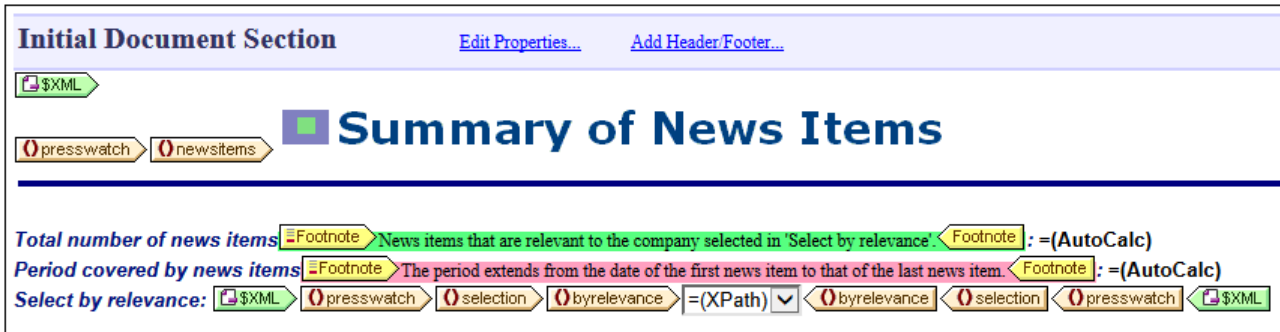 Initial Document Section Edit Properties... Add Header/Footer...
$XML
()presswatch ()newsitems Summary of News Items
Total number of news items Footnote News items that are relevant to the company selected in 'Select by relevance'. Footnote : =(AutoCalc)
Period covered by news items Footnote The period extends from the date of the first news item to that of the last news item. Footnote : =(AutoCalc)
Select by relevance: $XML ()presswatch ()selection ()byrelevance =(XPath) ()byrelevance ()selection ()presswatch $XML